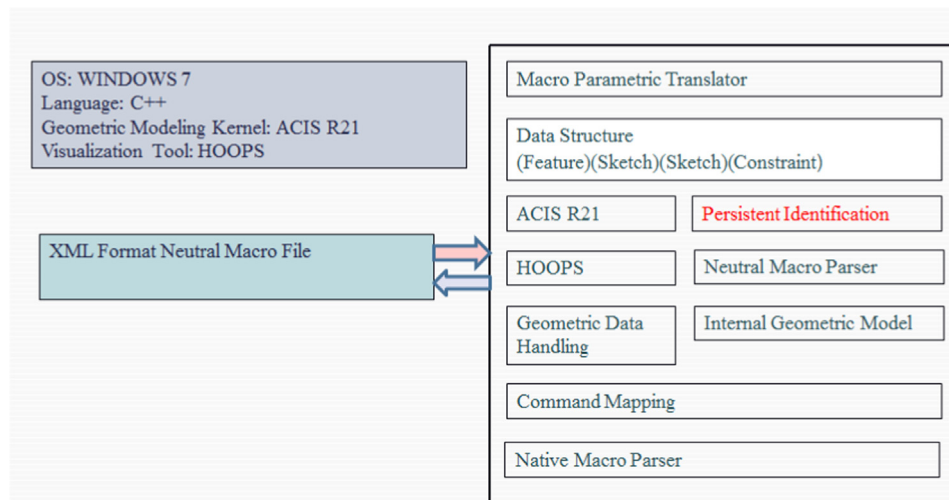 OS: WINDOWS 7
Language: C++
Geometric Modeling Kernel: ACIS R21
Visualization Tool: HOOPS
XML Format Neutral Macro File
Macro Parametric Translator
Data Structure
(Feature)(Sketch)(Sketch)(Constraint)
ACIS R21
Persistent Identification
HOOPS
Neutral Macro Parser
Geometric Data
Handling
Internal Geometric Model
Command Mapping
Native Macro Parser